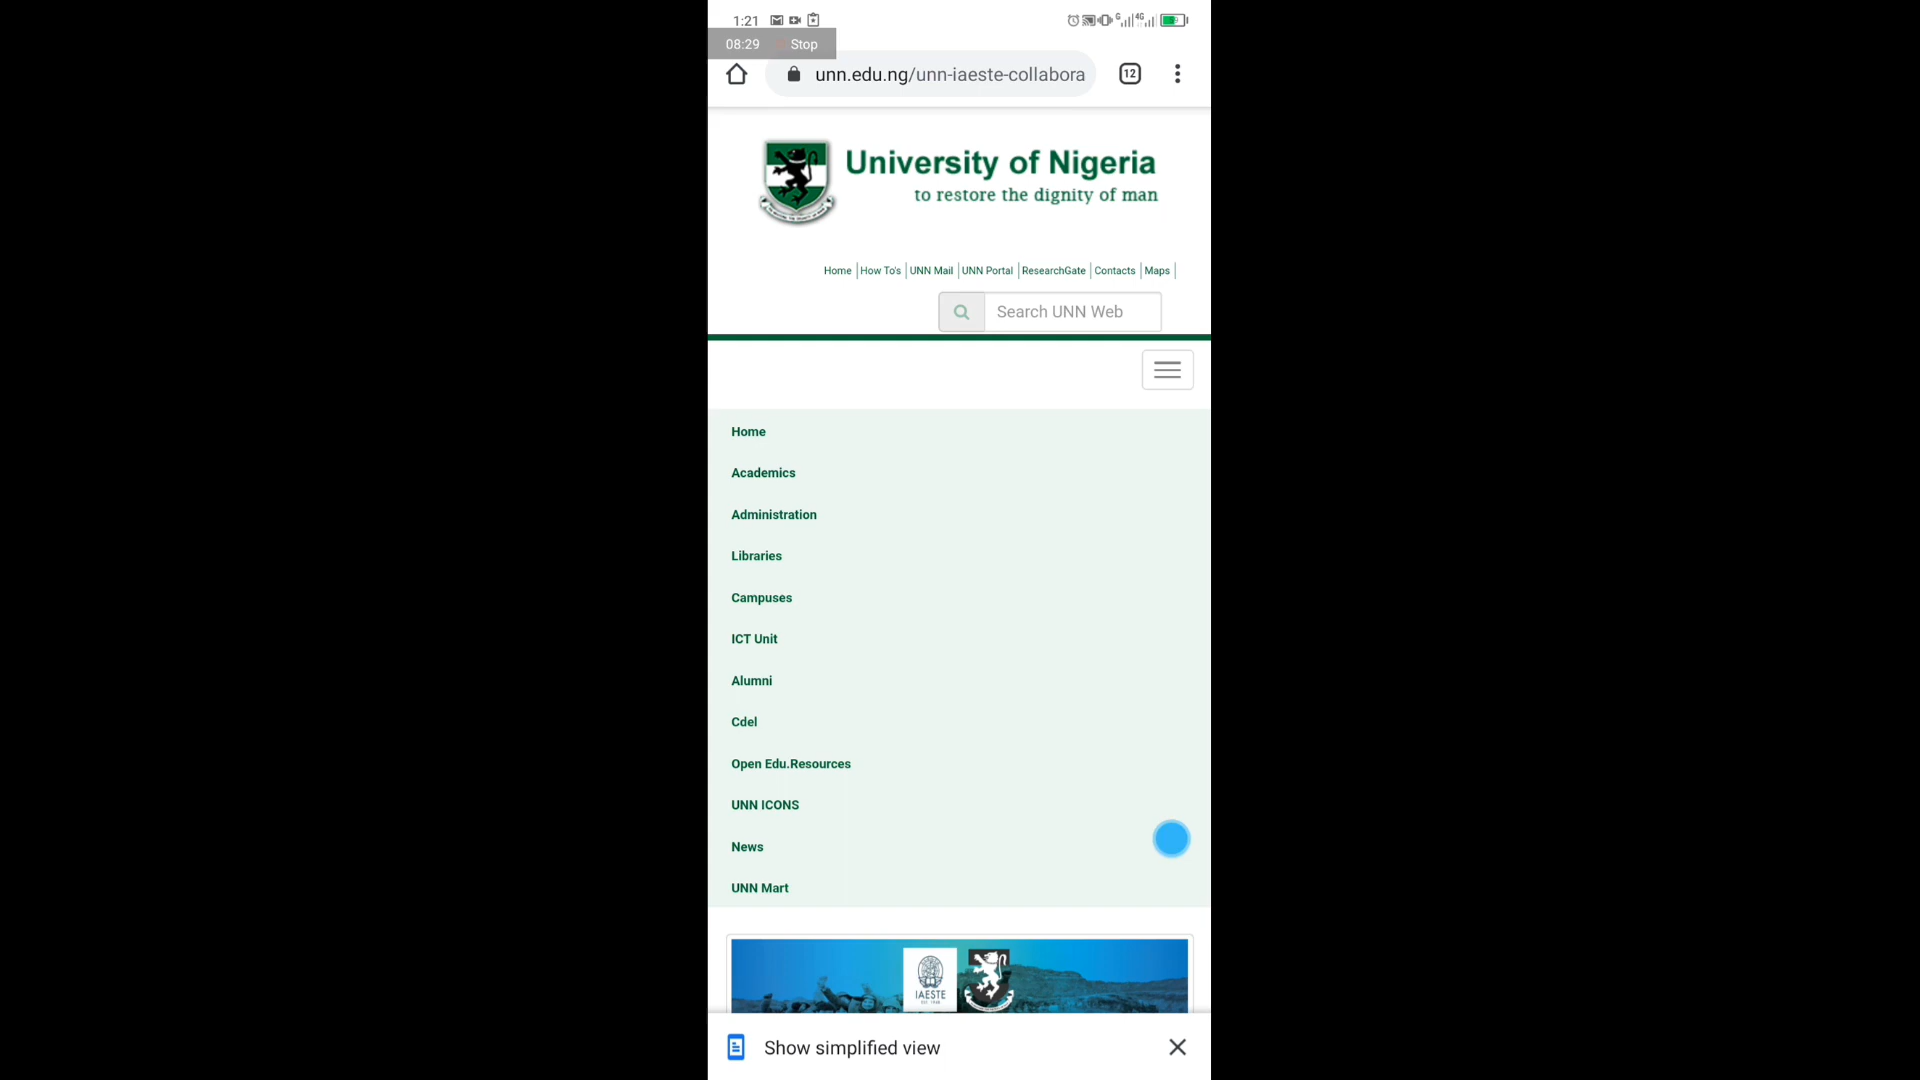 1:21
G 4G
08:29 Stop
unn.edu.ng/unn-iaeste-collabora
12
University of Nigeria
to restore the dignity of man
Home How To's UNN Mail UNN Portal ResearchGate Contacts Maps
Search UNN Web
Home
Academics
Administration
Libraries
Campuses
ICT Unit
Alumni
Cdel
Open Edu.Resources
UNN ICONS
News
UNN Mart
IAESTE
Show simplified view